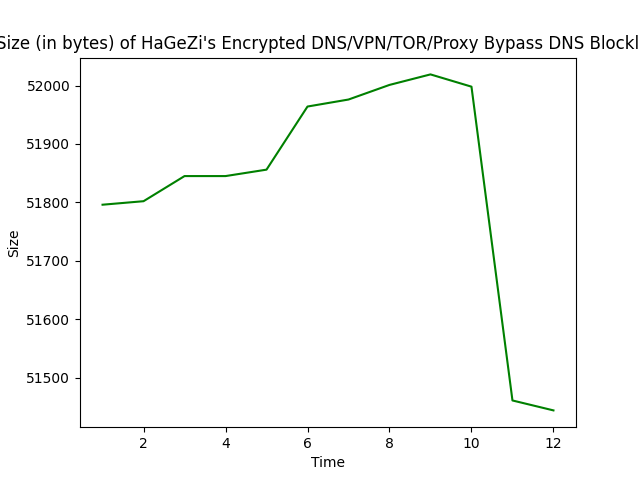 Size (in bytes) of HaGeZi's Encrypted DNS/VPN/TOR/Proxy Bypass DNS Blockl
52000
51900
51800
51700
51600
51500
Size
2 4 6 8 10 12
Time